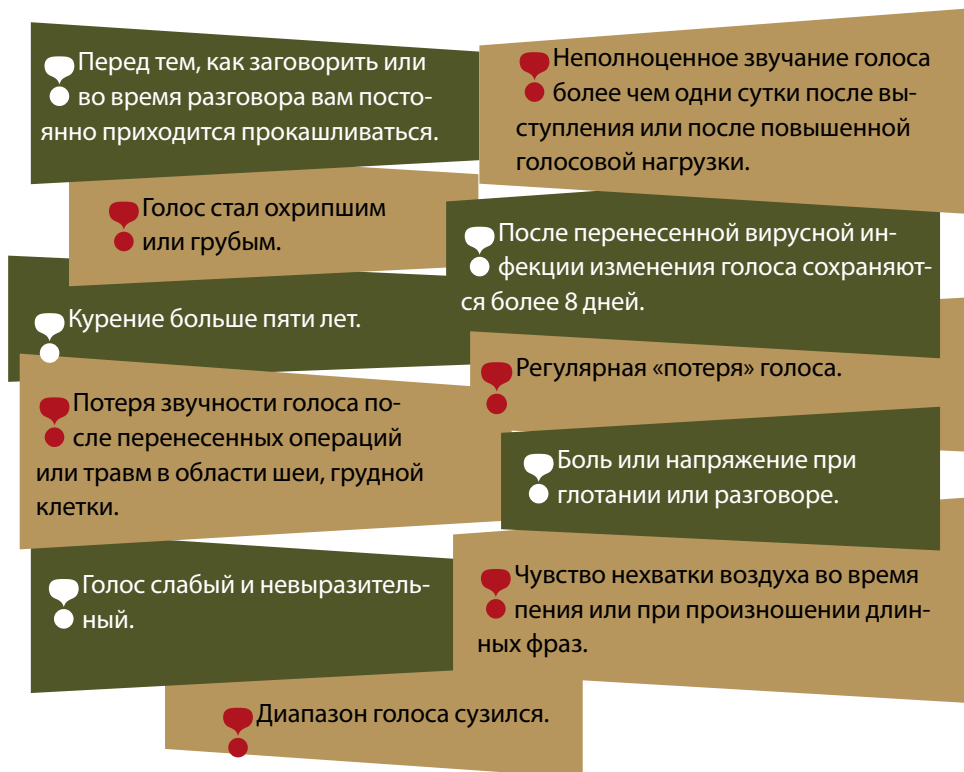 Перед тем, как заговорить или
во время разговора вам посто-
янно приходится прокашливаться.
Неполноценное звучание голоса
более чем одни сутки после вы-
ступления или после повышенной
голосовой нагрузки.
Голос стал охрипшим
или грубым.
После перенесенной вирусной ин-
фекции изменения голоса сохраняют-
ся более 8 дней.
Курение больше пяти лет.
Регулярная «потеря» голоса.
Потеря звучности голоса по-
сле перенесенных операций
или травм в области шеи, грудной
клетки.
Боль или напряжение при
глотании или разговоре.
Голос слабый и невыразитель-
ный.
Чувство нехватки воздуха во время
пения или при произношении длин-
ных фраз.
Диапазон голоса сузился.